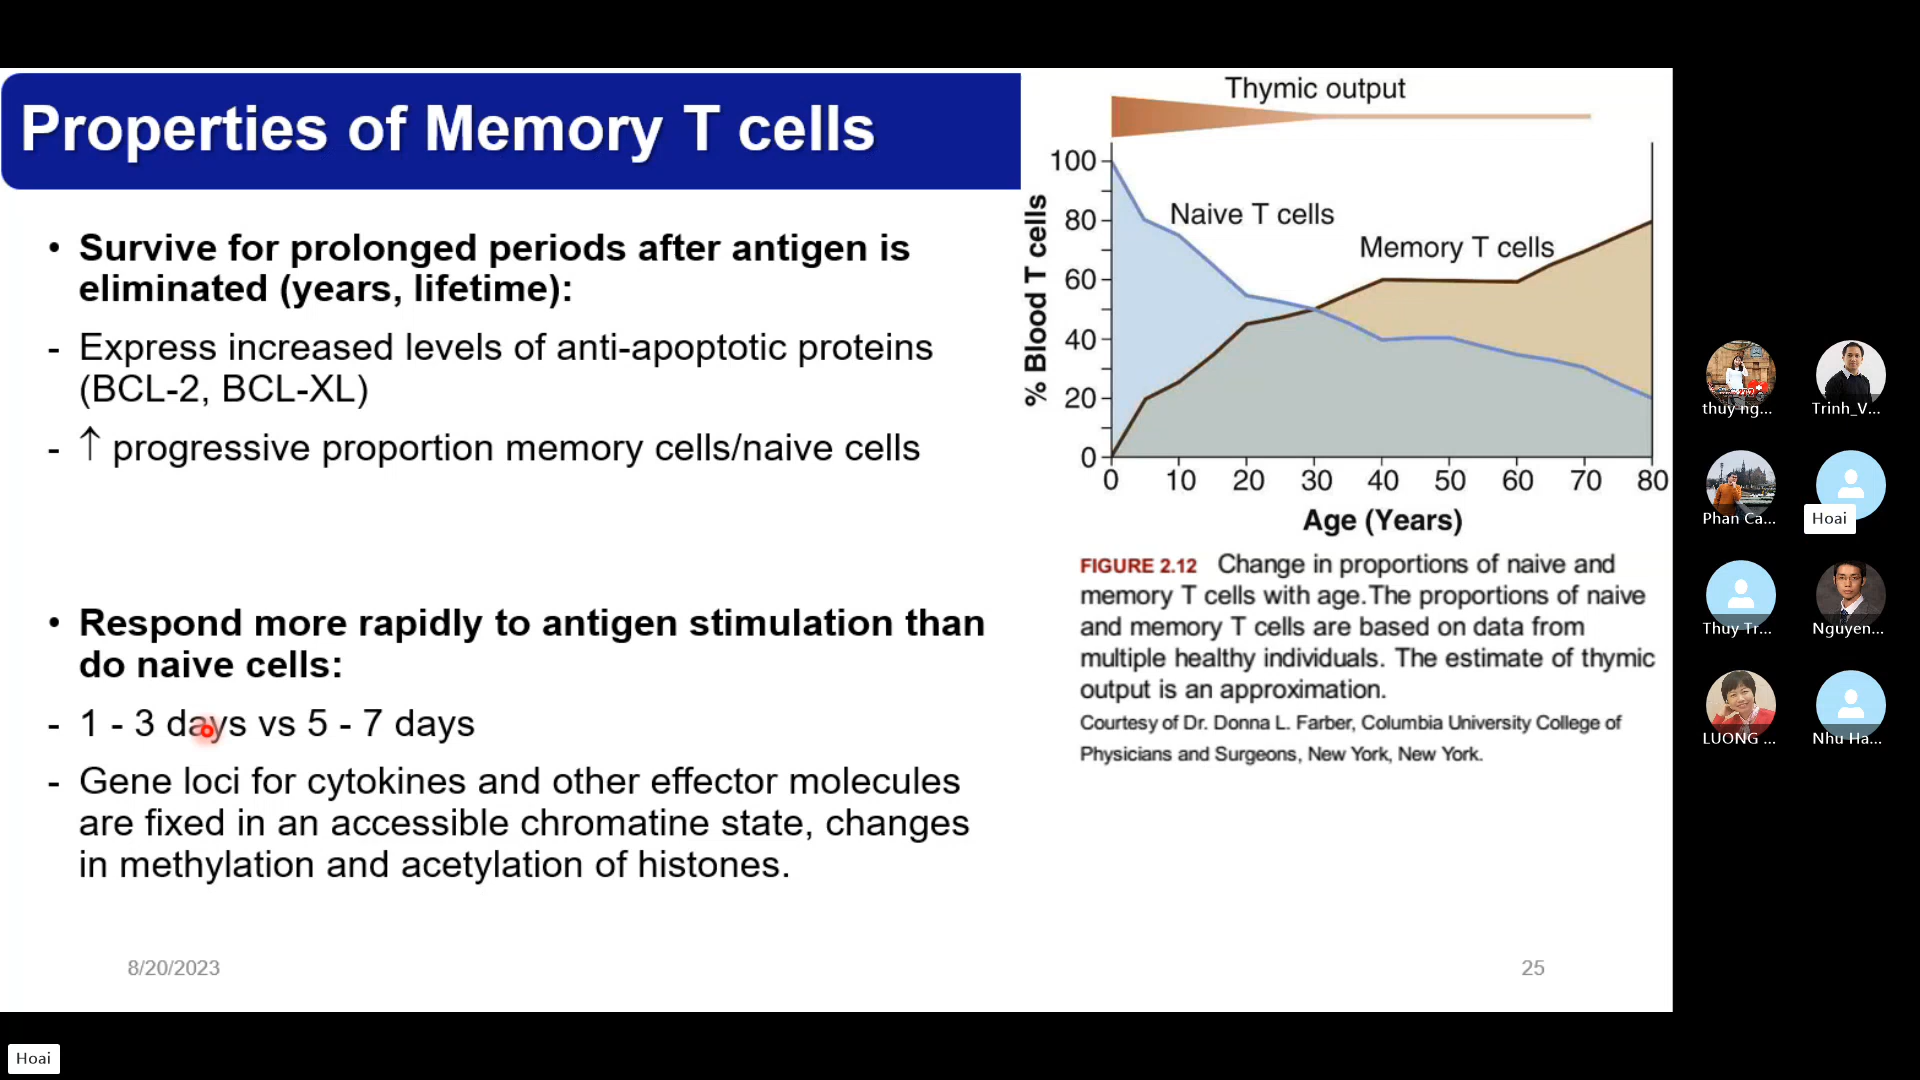 Properties of Memory T cells
• Survive for prolonged periods after antigen is
eliminated (years, lifetime):
- Express increased levels of anti-apoptotic proteins
(BCL-2, BCL-XL)
- ↑ progressive proportion memory cells/naive cells
• Respond more rapidly to antigen stimulation than
do naive cells:
- 1 - 3 days vs 5 - 7 days
- Gene loci for cytokines and other effector molecules
are fixed in an accessible chromatine state, changes
in methylation and acetylation of histones.
8/20/2023
25
Thymic output
% Blood T cells
100
80
60
40
20
0
Naive T cells
Memory T cells
0 10 20 30 40 50 60 70 80
Age (Years)
FIGURE 2.12 Change in proportions of naive and
memory T cells with age.The proportions of naive
and memory T cells are based on data from
multiple healthy individuals. The estimate of thymic
output is an approximation.
Courtesy of Dr. Donna L. Farber, Columbia University College of
Physicians and Surgeons, New York, New York.
thuy ng...
Trinh_V...
Phan Ca...
Hoai
Thuy Tr...
Nguyen...
LUONG ...
Nhu Ha...
Hoai